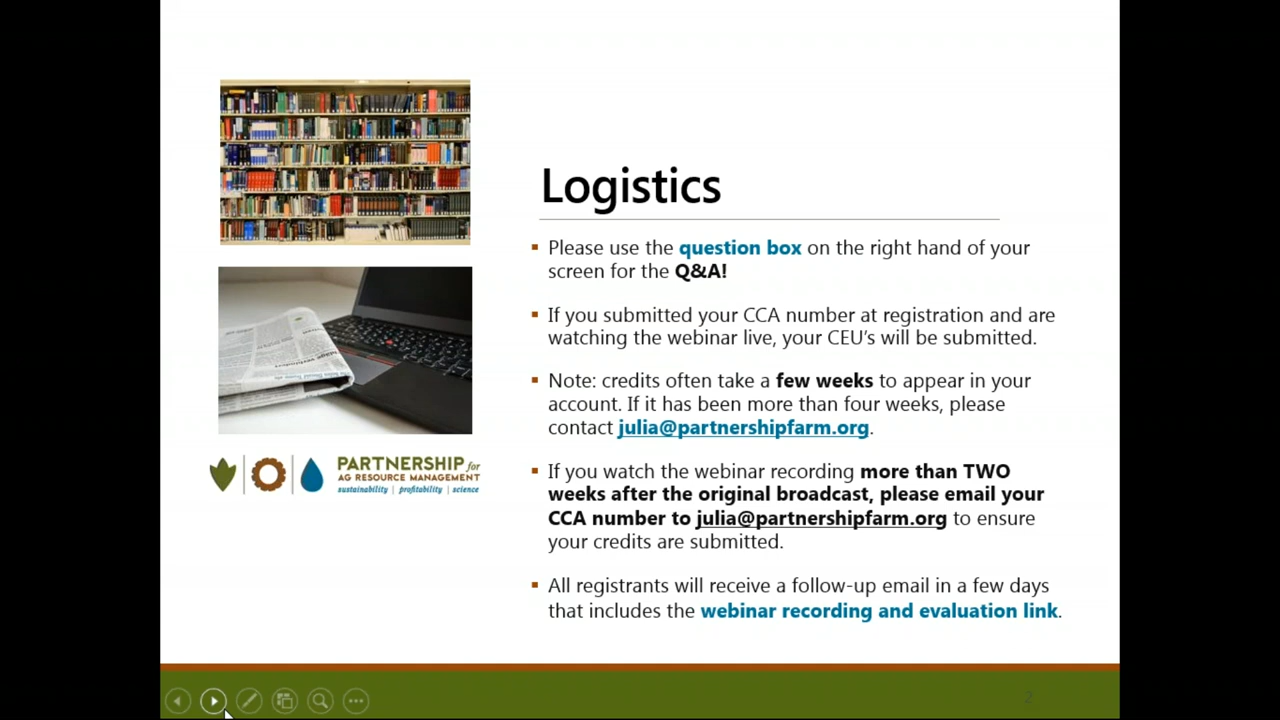 Logistics
Please use the question box on the right hand of your
screen for the Q&A!
If you submitted your CCA number at registration and are
watching the webinar live, your CEU's will be submitted.
Note: credits often take a few weeks to appear in your
account. If it has been more than four weeks, please
contact julia@partnershipfarm.org.
If you watch the webinar recording more than TWO
weeks after the original broadcast, please email your
CCA number to julia@partnershipfarm.org to ensure
your credits are submitted.
All registrants will receive a follow-up email in a few days
that includes the webinar recording and evaluation link.
PARTNERSHIP for
AG RESOURCE MANAGEMENT
sustainability | profitability | science
2